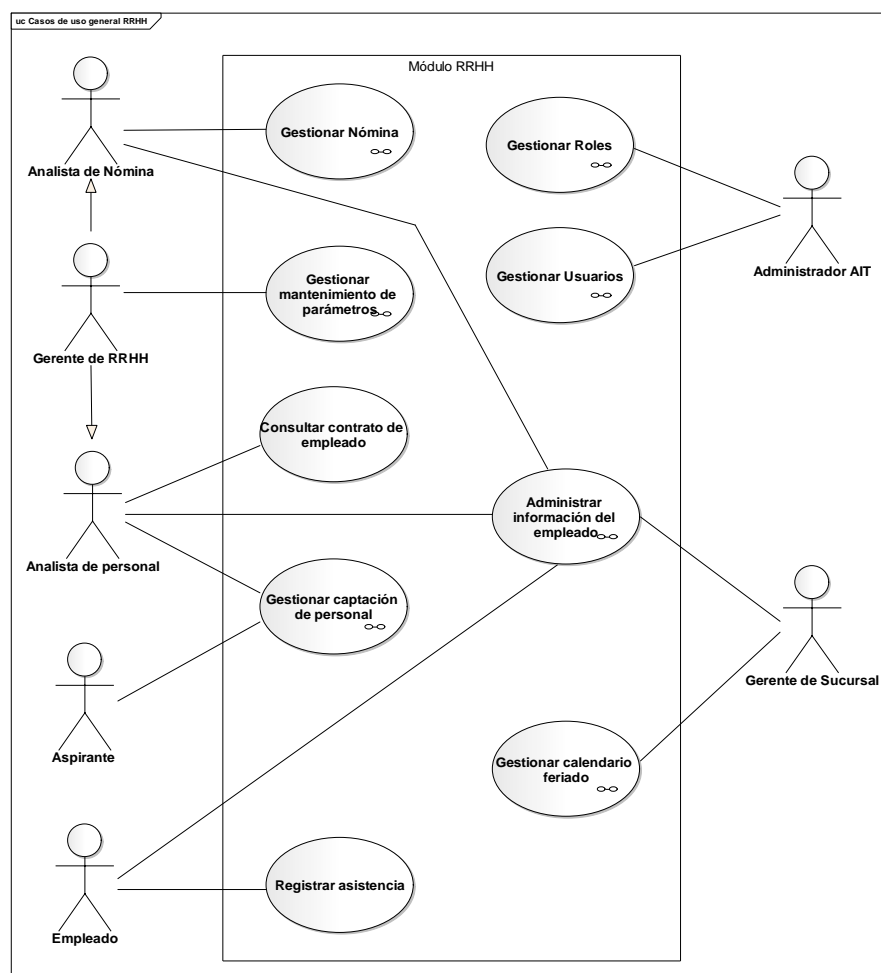 uc Casos de uso general RRHH
Módulo RRHH
Analista de Nómina
Gestionar Nómina
Gestionar Roles
Gestionar Usuarios
Administrador AIT
Gerente de RRHH
Gestionar
mantenimiento de
parámetros
Consultar contrato de
empleado
Analista de personal
Administrar
información del
empleado
Gestionar captación
de personal
Gerente de Sucursal
Aspirante
Gestionar calendario
feriado
Empleado
Registrar asistencia